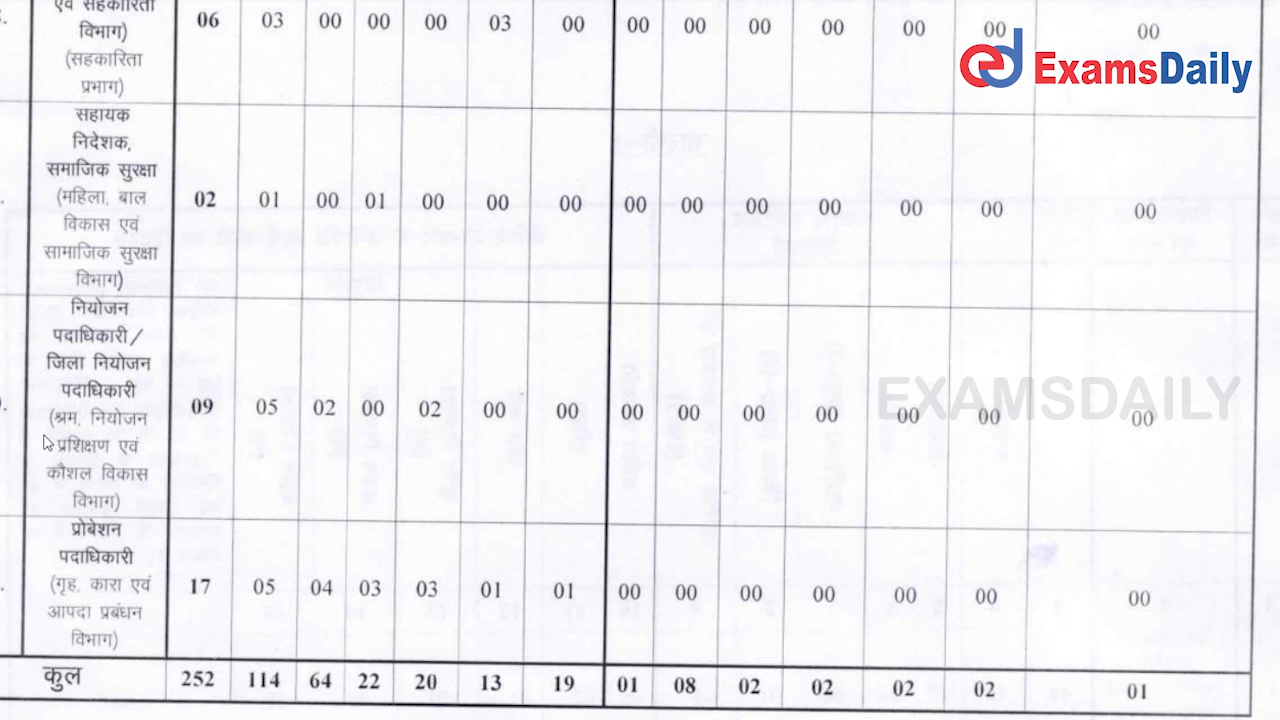 एवं सहकारिता
विभाग)
(सहकारिता
प्रभाग)
06 03 00 00 00 03 00 00 00 00 00 00 00 00
ExamsDaily
सहायक
निदेशक,
समाजिक सुरक्षा
(महिला, बाल
विकास एवं
सामाजिक सुरक्षा
विभाग)
02 01 00 01 00 00 00 00 00 00 00 00 00 00
नियोजन
पदाधिकारी/
जिला नियोजन
पदाधिकारी
(श्रम, नियोजन
प्रशिक्षण एवं
कौशल विकास
विभाग)
09 05 02 00 02 00 00 00 00 00 00 00 00 00
EXAMSDAILY
प्रोबेशन
पदाधिकारी
(गृह, कारा एवं
आपदा प्रबंधन
विभाग)
17 05 04 03 03 01 01 00 00 00 00 00 00 00
कुल 252 114 64 22 20 13 19 01 08 02 02 02 02 01